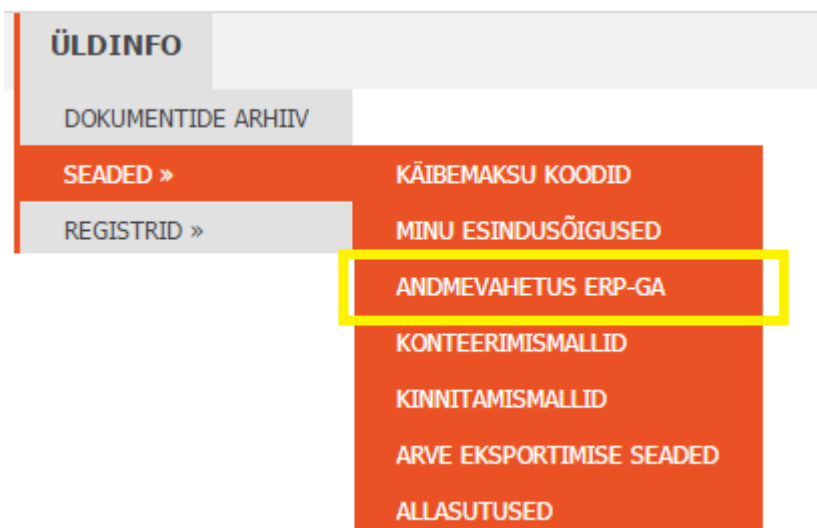 ÜLDINFO
DOKUMENTIDE ARHIIV
SEADED »
REGISTRID »
KÄIBEMAKSU KOODID
MINU ESINDUSÕIGUSED
ANDMEVAHETUS ERP-GA
KONTEERIMISMALLID
KINNITAMISMALLID
ARVE EKSPORTIMISE SEADED
ALLASUTUSED